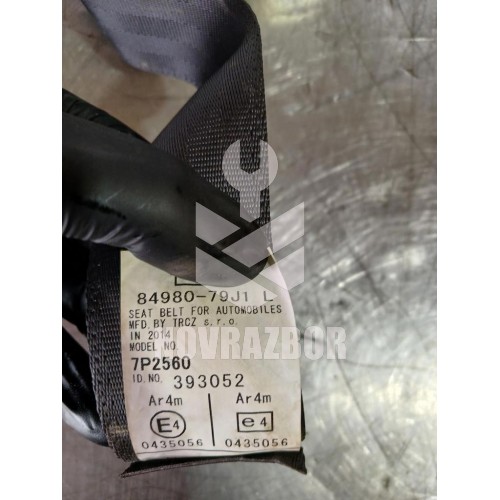 84980-79J1 L
SEAT BELT FOR AUTOMOBILES
MFD. BY TRCZ s.r.o.
IN 2014
MODEL NO.
7P2560
ID.NO. 393052
Ar4m Ar4m
E4 e4
0435056 0435056
OVRAZBOR